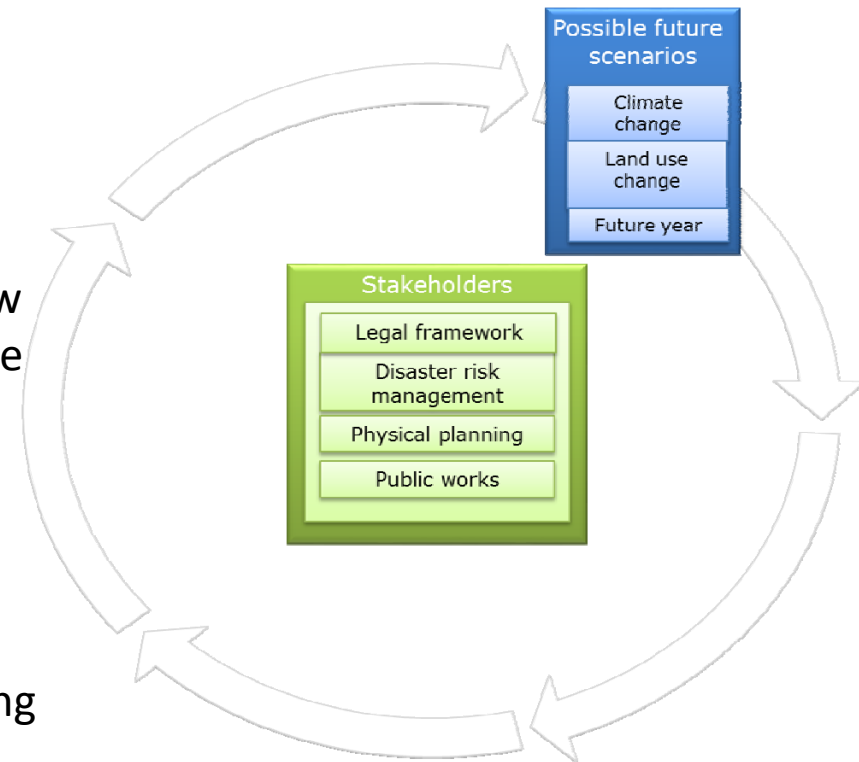 Possible future
scenarios
Climate
change
Land use
change
Future year
w
e
ng
Stakeholders
Legal framework
Disaster risk
management
Physical planning
Public works